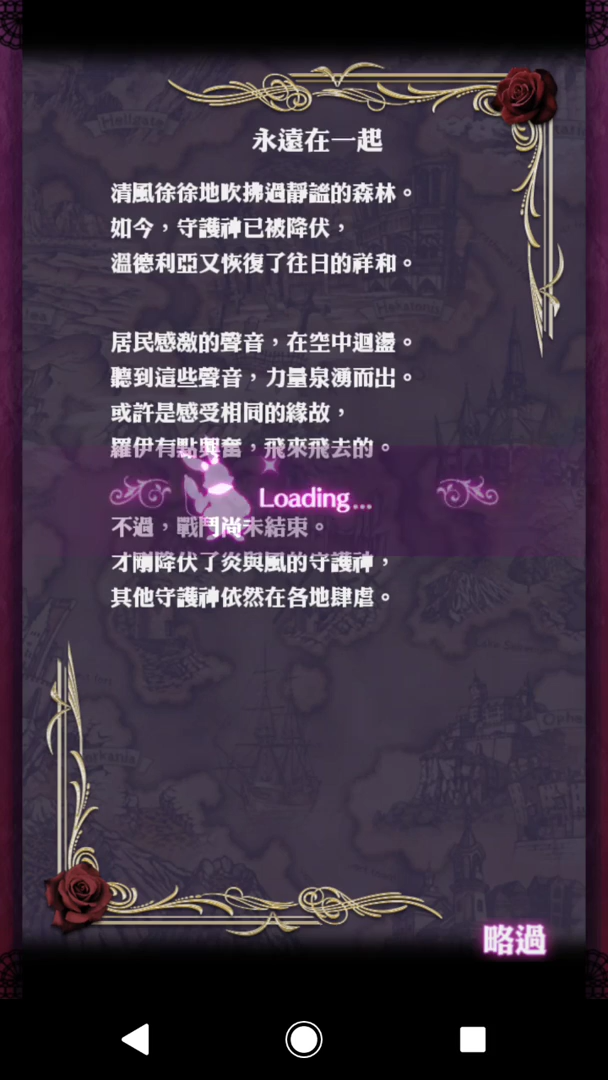 Hellgate
永遠在一起
清風徐徐地吹拂過靜謐的森林。
如今，守護神已被降伏，
溫德利亞又恢復了往日的祥和。
Hekatonia
居民感激的聲音，在空中迴盪。
聽到這些聲音，力量泉湧而出。
或許是感受相同的緣故，
羅伊有點興奮，飛來飛去的。
Loading...
不過，戰鬥尚未結束。
才剛降伏了炎與風的守護神，
其他守護神依然在各地肆虐。
略過